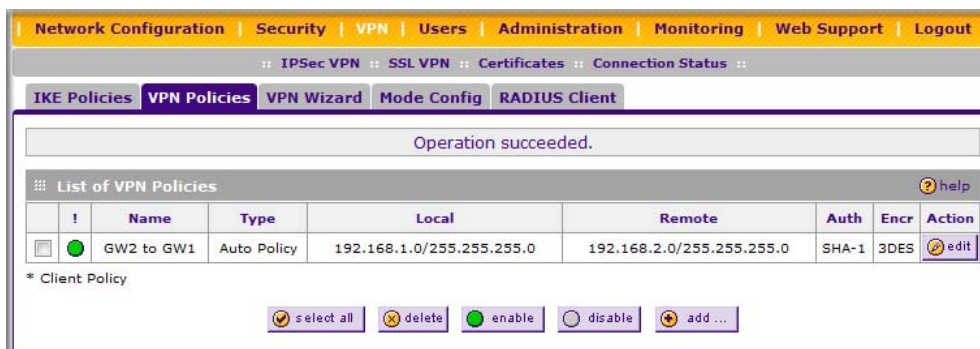 Network Configuration | Security | VPN | Users | Administration | Monitoring | Web Support | Logout
:: IPSec VPN :: SSL VPN :: Certificates :: Connection Status ::
IKE Policies VPN Policies VPN Wizard Mode Config RADIUS Client
Operation succeeded.
List of VPN Policies help
! Name Type Local Remote Auth Encr Action
GW2 to GW1 Auto Policy 192.168.1.0/255.255.255.0 192.168.2.0/255.255.255.0 SHA-1 3DES edit
* Client Policy
select all delete enable disable add ...